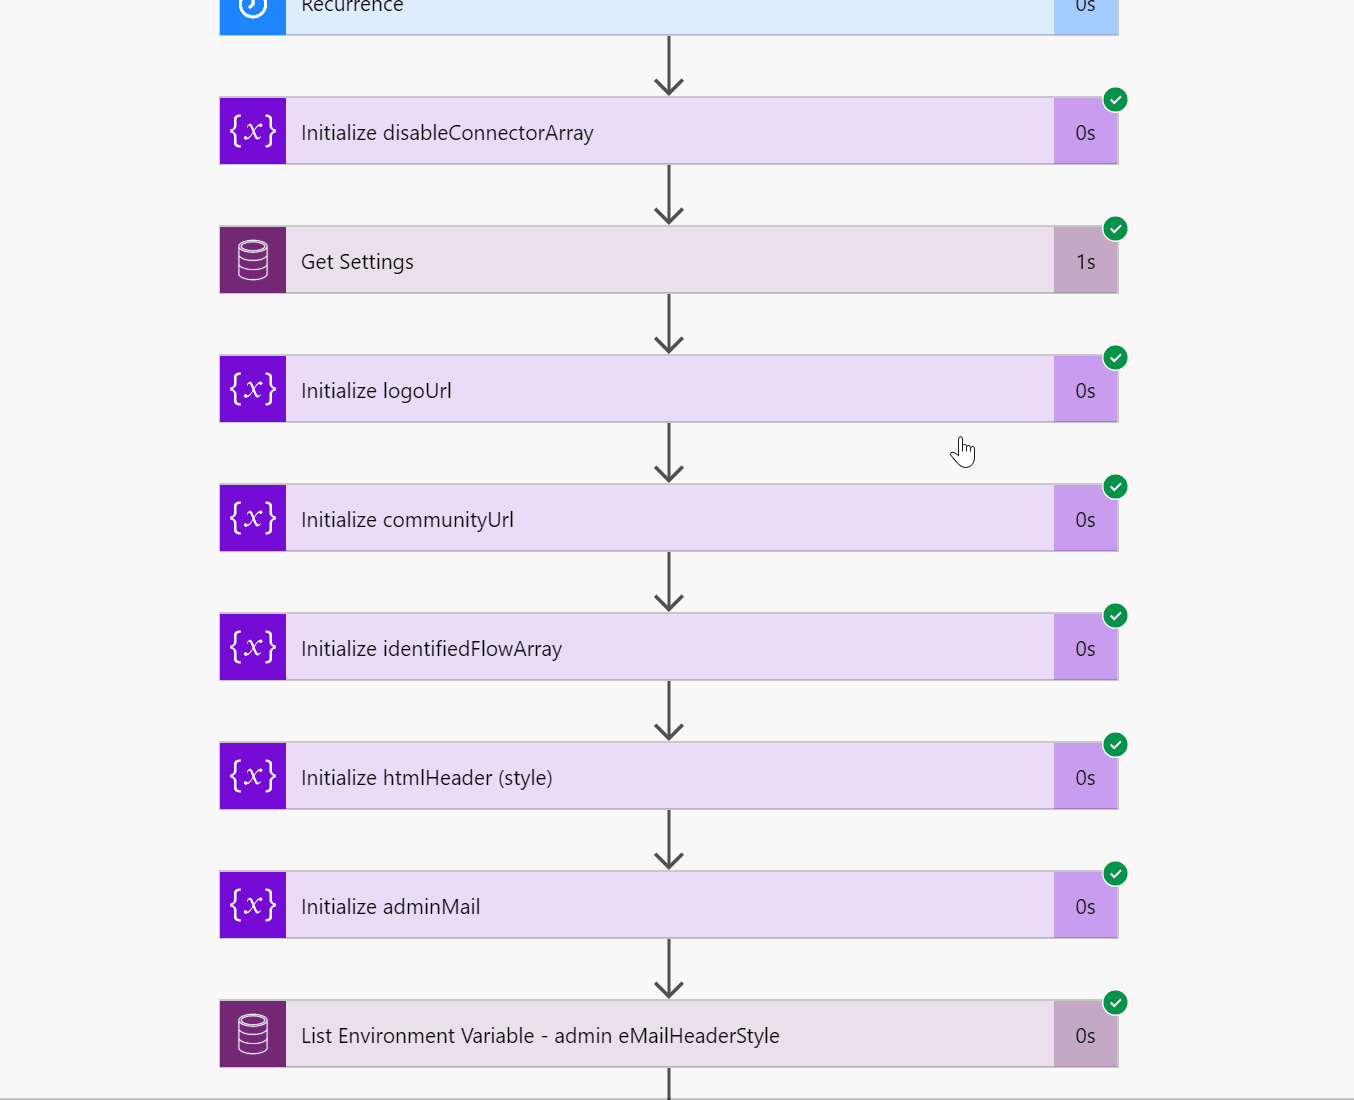 Recurrence 0s
{x} Initialize disableConnectorArray 0s
Get Settings 1s
{x} Initialize logoUrl 0s
{x} Initialize communityUrl 0s
{x} Initialize identifiedFlowArray 0s
{x} Initialize htmlHeader (style) 0s
{x} Initialize adminMail 0s
List Environment Variable - admin eMailHeaderStyle 0s